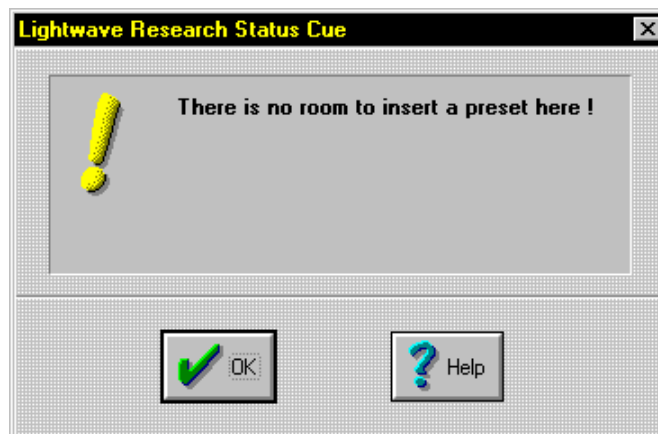 Lightwave Research Status Cue
There is no room to insert a preset here !
OK
Help